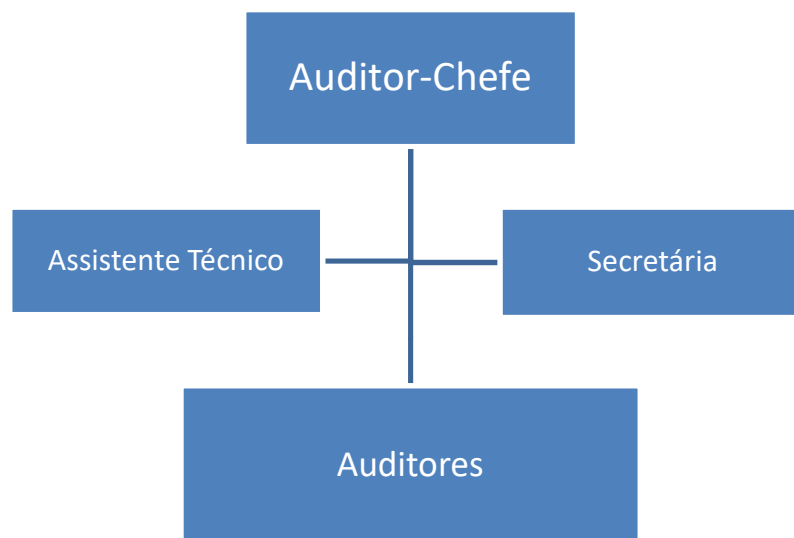 Auditor-Chefe
Assistente Técnico
Secretária
Auditores